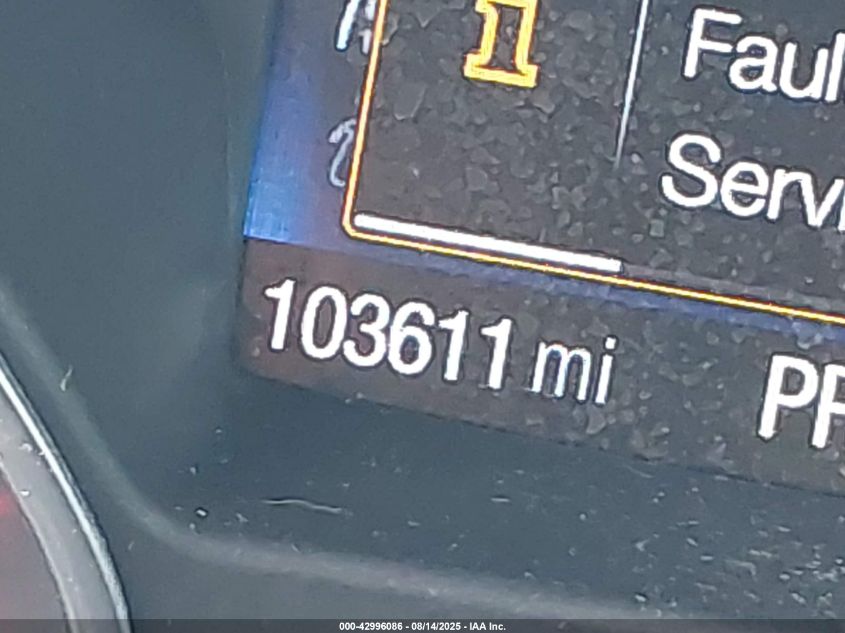 i
Faul
Servi
103611 mi
PR
000-42996086 - 08/14/2025 - IAA Inc.